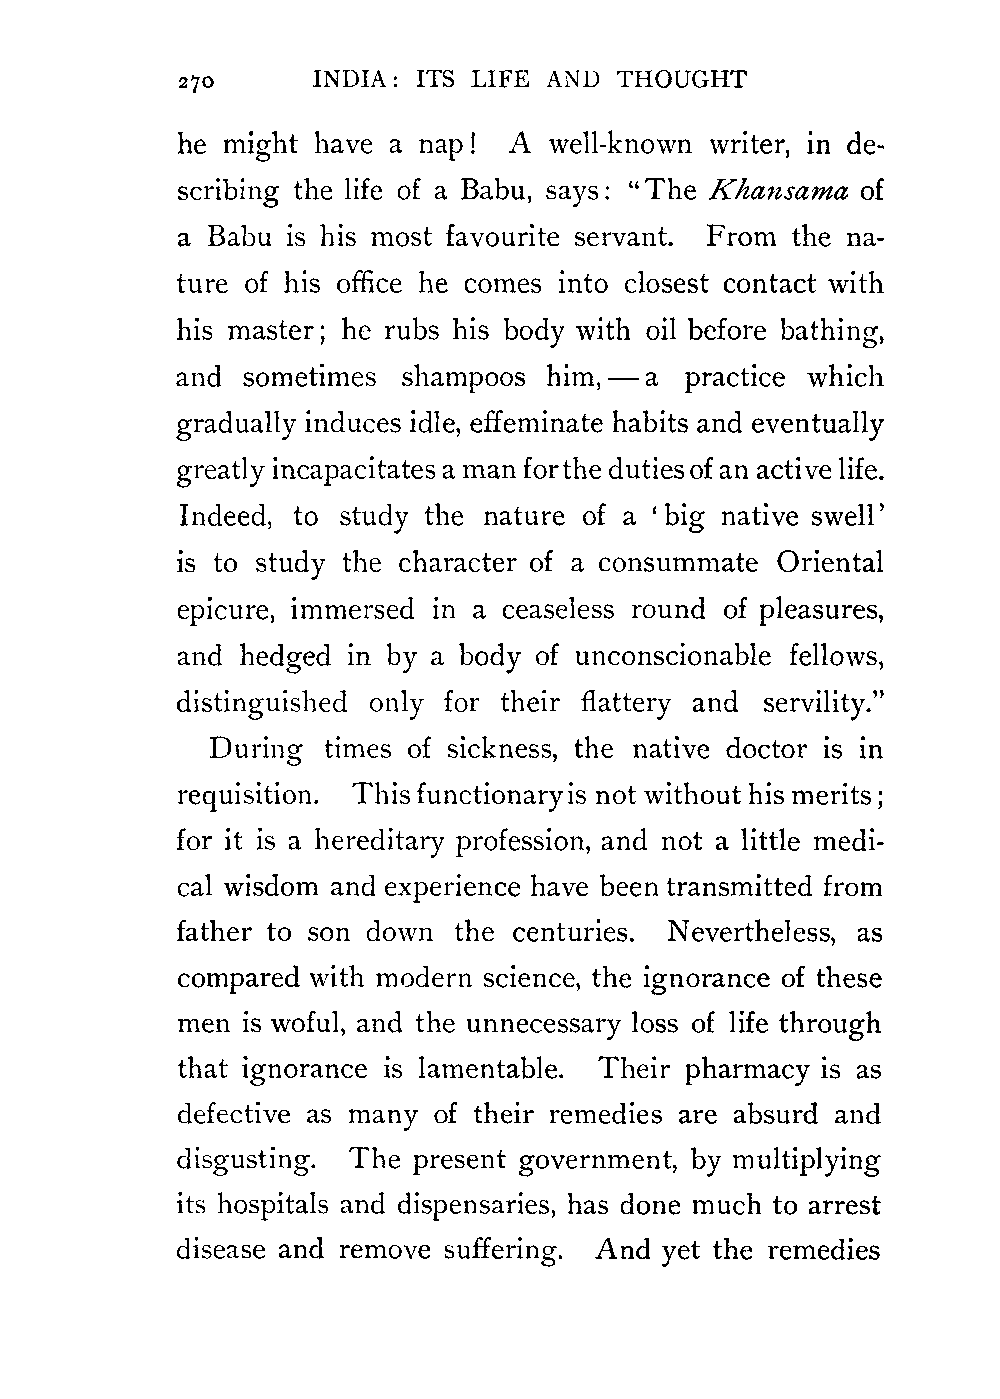 270 INDIA: ITS LIFE AND THOUGHT
he might have a nap! A well-known writer, in de-
scribing the life of a Babu, says: "The Khansama of
a Babu is his most favourite servant. From the na-
ture of his office he comes into closest contact with
his master; he rubs his body with oil before bathing,
and sometimes shampoos him,—a practice which
gradually induces idle, effeminate habits and eventually
greatly incapacitates a man for the duties of an active life.
Indeed, to study the nature of a 'big native swell'
is to study the character of a consummate Oriental
epicure, immersed in a ceaseless round of pleasures,
and hedged in by a body of unconscionable fellows,
distinguished only for their flattery and servility."
During times of sickness, the native doctor is in
requisition. This functionary is not without his merits;
for it is a hereditary profession, and not a little medi-
cal wisdom and experience have been transmitted from
father to son down the centuries. Nevertheless, as
compared with modern science, the ignorance of these
men is woful, and the unnecessary loss of life through
that ignorance is lamentable. Their pharmacy is as
defective as many of their remedies are absurd and
disgusting. The present government, by multiplying
its hospitals and dispensaries, has done much to arrest
disease and remove suffering. And yet the remedies